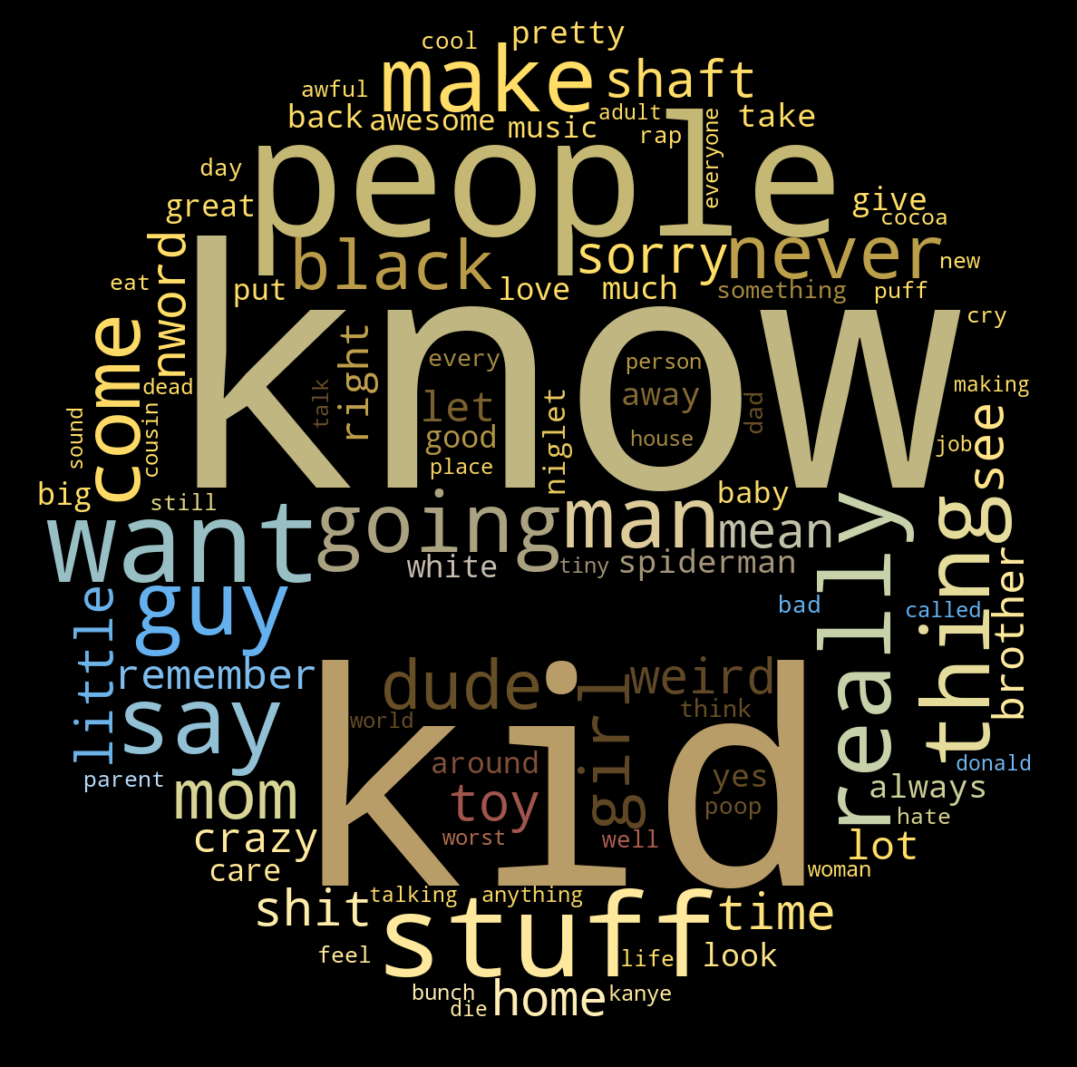 cool
pretty
make
shaft
awful
back
awesome
music
adult
rap
everyone
take
people
day
great
give
cocoa
nword
black
sorry
never
new
eat
put
love
much
something
puff
know
cry
come
dead
cousin
sound
talk
right
every
let
good
place
niglet
person
away
house
dad
making
job
see
big
still
baby
want
going
man
mean
white
tiny
spiderman
really
thing
brother
guy
little
bad
called
remember
say
kid
dude
girl
weird
think
world
around
toy
yes
poop
worst
well
donald
parent
mom
always
hate
crazy
lot
care
woman
shit
talking
anything
stuff
time
feel
life
look
bunch
die
home
kanye